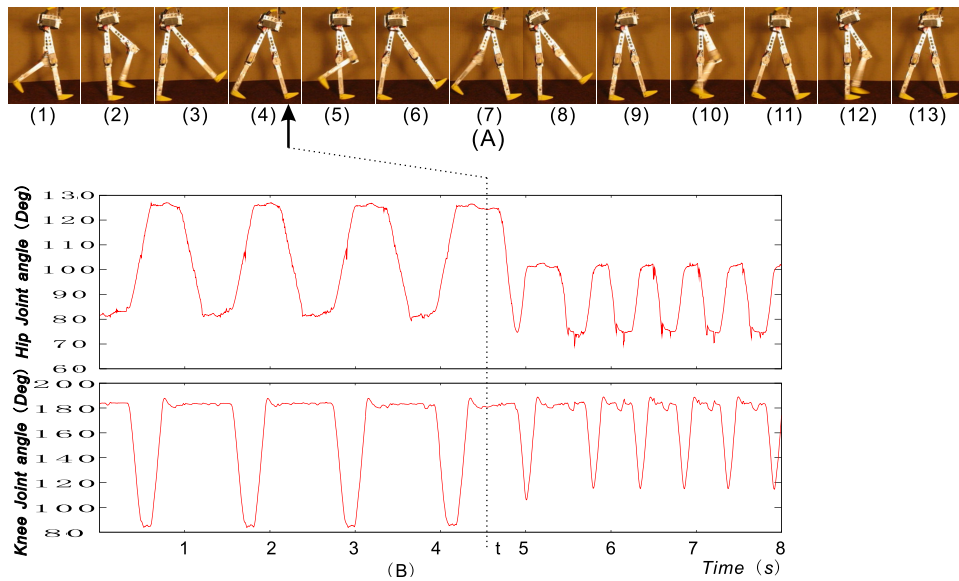 (1) (2) (3) (4) (5) (6) (7) (8) (9) (10) (11) (12) (13)
(A)
Hip Joint angle (Deg)
130
120
110
100
90
80
70
60
Knee Joint angle (Deg)
200
180
160
140
120
100
80
1 2 3 4 t 5 6 7 8
(B)
Time (s)